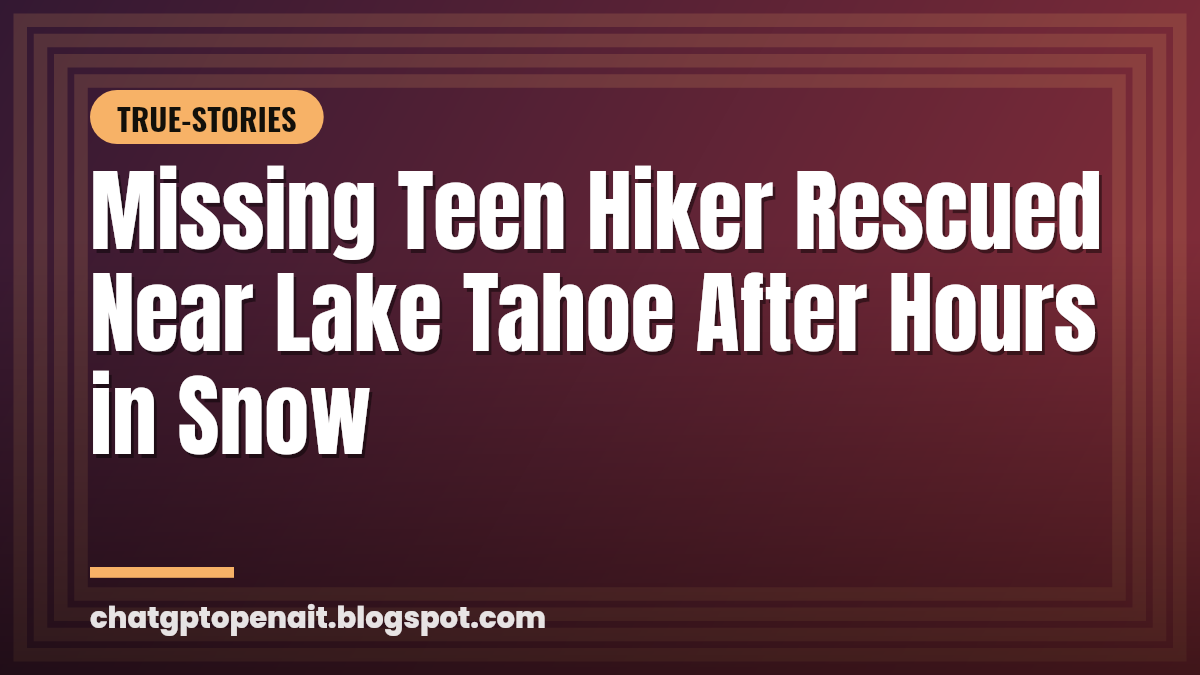 TRUE-STORIES
Missing Teen Hiker Rescued
Near Lake Tahoe After Hours
in Snow
chatgptopenait.blogspot.com